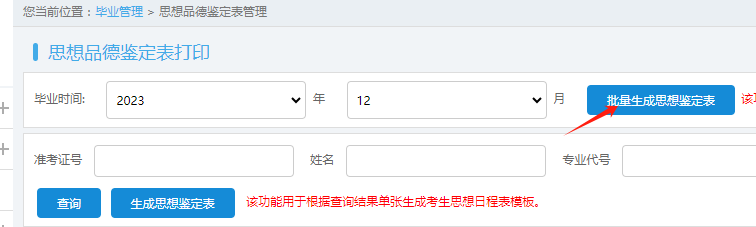 您当前位置：毕业管理 > 思想品德鉴定表管理
思想品德鉴定表打印
毕业时间: 2023 年 12 月 批量生成思想鉴定表 该
准考证号 姓名 专业代号
查询 生成思想鉴定表 该功能用于根据查询结果单张生成考生思想日程表模板。